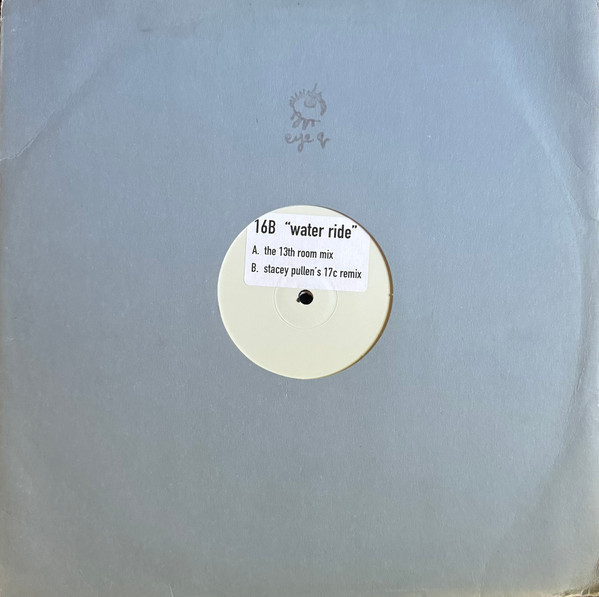 eye q
16B "water ride"
A. the 13th room mix
B. stacey pullen's 17c remix